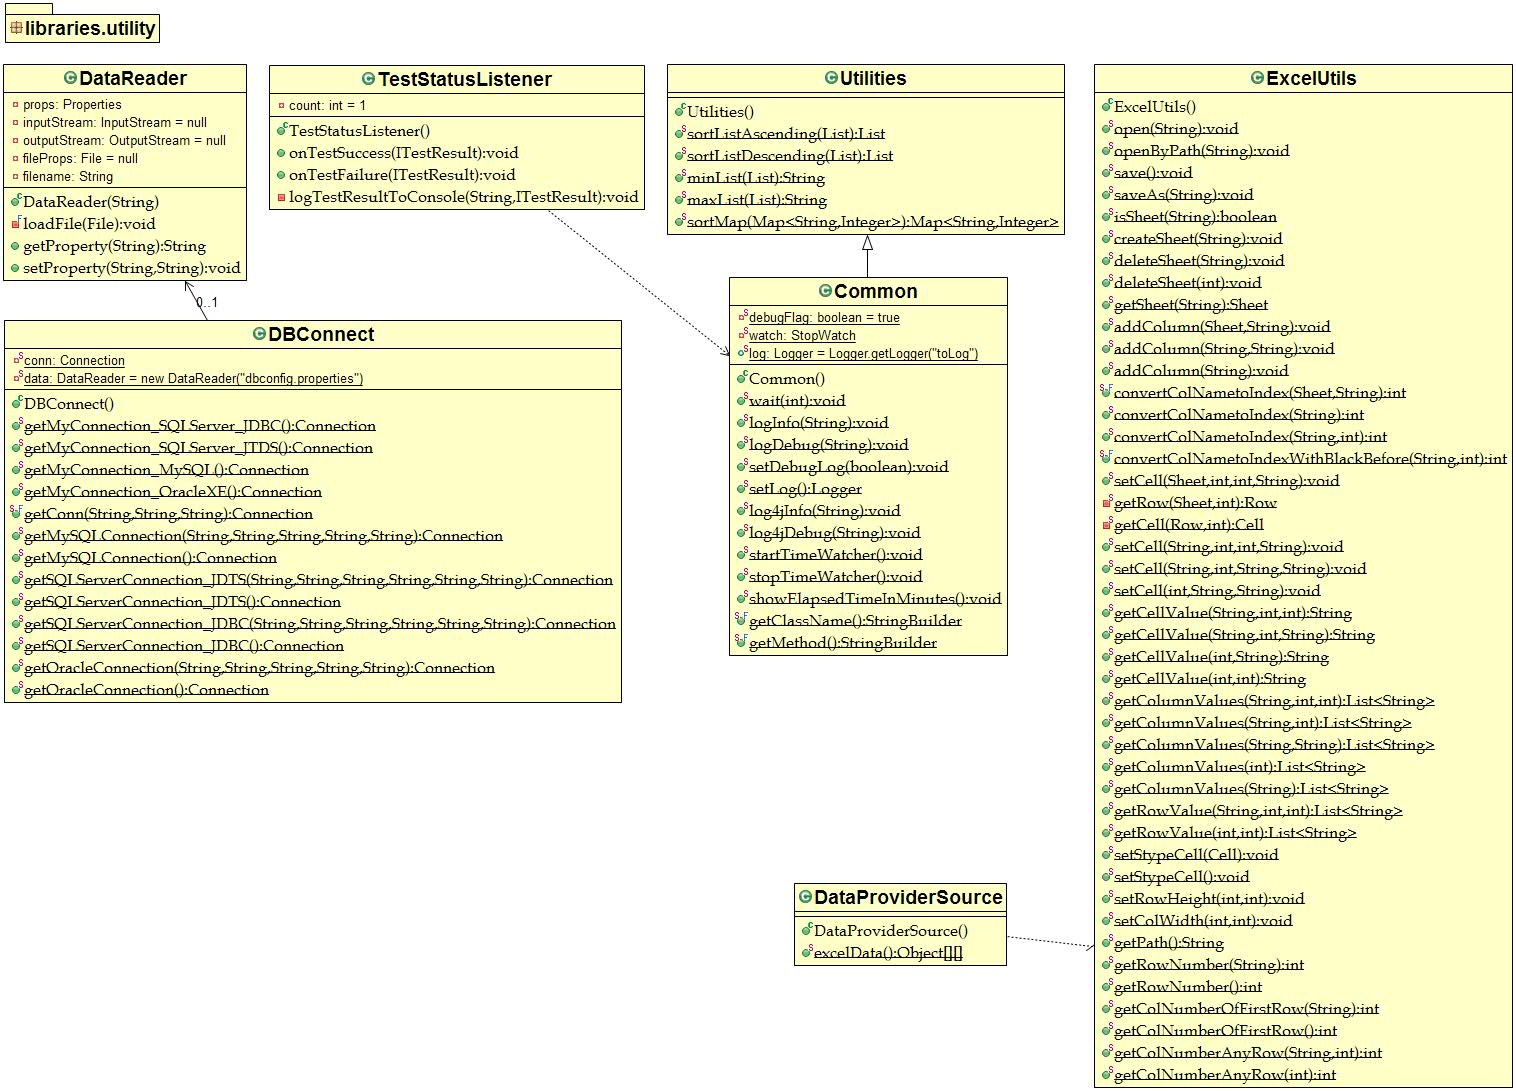 libraries.utility
DataReader
props: Properties
inputStream: InputStream = null
outputStream: OutputStream = null
fileProps: File = null
filename: String
DataReader(String)
loadFile(File):void
getProperty(String):String
setProperty(String,String):void
TestStatusListener
count: int = 1
TestStatusListener()
onTestSuccess(ITestResult):void
onTestFailure(ITestResult):void
logTestResultToConsole(String,ITestResult):void
Utilities
Utilities()
sortListAscending(List):List
sortListDescending(List):List
minList(List):String
maxList(List):String
sortMap(Map<String,Integer>):Map<String,Integer>
0..1
DBConnect
conn: Connection
data: DataReader = new DataReader("dbconfig.properties")
DBConnect()
getMyConnection_SQLServer_JDBC():Connection
getMyConnection_SQLServer_JTDS():Connection
getMyConnection_MySQL():Connection
getMyConnection_OracleXE():Connection
getConn(String,String,String):Connection
getMySQLConnection(String,String,String,String,String):Connection
getMySQLConnection():Connection
getSQLServerConnection_JDTS(String,String,String,String,String,String):Connection
getSQLServerConnection_JDTS():Connection
getSQLServerConnection_JDBC(String,String,String,String,String,String):Connection
getSQLServerConnection_JDBC():Connection
getOracleConnection(String,String,String,String,String):Connection
getOracleConnection():Connection
Common
debugFlag: boolean = true
watch: StopWatch
log: Logger = Logger.getLogger("toLog")
Common()
wait(int):void
logInfo(String):void
logDebug(String):void
setDebugLog(boolean):void
setLog():Logger
log4jInfo(String):void
log4jDebug(String):void
startTimeWatcher():void
stopTimeWatcher():void
showElapsedTimeInMinutes():void
getClassName():StringBuilder
getMethod():StringBuilder
DataProviderSource
DataProviderSource()
excelData():Object[][]
ExcelUtils
ExcelUtils()
open(String):void
openByPath(String):void
save():void
saveAs(String):void
isSheet(String):boolean
createSheet(String):void
deleteSheet(String):void
deleteSheet(int):void
getSheet(String):Sheet
addColumn(Sheet,String):void
addColumn(String,String):void
addColumn(String):void
convertColNametoIndex(Sheet,String):int
convertColNametoIndex(String):int
convertColNametoIndex(String,int):int
convertColNametoIndexWithBlackBefore(String,int):int
setCell(Sheet,int,int,String):void
getRow(Sheet,int):Row
getCell(Row,int):Cell
setCell(String,int,int,String):void
setCell(String,int,String,String):void
setCell(int,String,String):void
getCellValue(String,int,int):String
getCellValue(String,int,String):String
getCellValue(int,String):String
getCellValue(int,int):String
getColumnValues(String,int,int):List<String>
getColumnValues(String,int):List<String>
getColumnValues(String,String):List<String>
getColumnValues(int):List<String>
getColumnValues(String):List<String>
getRowValue(String,int,int):List<String>
getRowValue(int,int):List<String>
setStypeCell(Cell):void
setStypeCell():void
setRowHeight(int,int):void
setColWidth(int,int):void
getPath():String
getRowNumber(String):int
getRowNumber():int
getColNumberOfFirstRow(String):int
getColNumberOfFirstRow():int
getColNumberAnyRow(String,int):int
getColNumberAnyRow(int):int